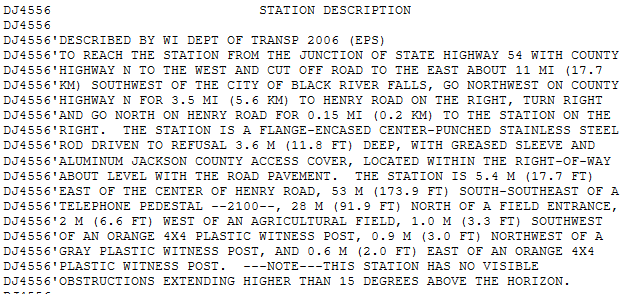 DJ4556 STATION DESCRIPTION
DJ4556
DJ4556'DESCRIBED BY WI DEPT OF TRANSP 2006 (EPS)
DJ4556'TO REACH THE STATION FROM THE JUNCTION OF STATE HIGHWAY 54 WITH COUNTY
DJ4556'HIGHWAY N TO THE WEST AND CUT OFF ROAD TO THE EAST ABOUT 11 MI (17.7
DJ4556'KM) SOUTHWEST OF THE CITY OF BLACK RIVER FALLS, GO NORTHWEST ON COUNTY
DJ4556'HIGHWAY N FOR 3.5 MI (5.6 KM) TO HENRY ROAD ON THE RIGHT, TURN RIGHT
DJ4556'AND GO NORTH ON HENRY ROAD FOR 0.15 MI (0.2 KM) TO THE STATION ON THE
DJ4556'RIGHT.  THE STATION IS A FLANGE-ENCASED CENTER-PUNCHED STAINLESS STEEL
DJ4556'ROD DRIVEN TO REFUSAL 3.6 M (11.8 FT) DEEP, WITH GREASED SLEEVE AND
DJ4556'ALUMINUM JACKSON COUNTY ACCESS COVER, LOCATED WITHIN THE RIGHT-OF-WAY
DJ4556'ABOUT LEVEL WITH THE ROAD PAVEMENT.  THE STATION IS 5.4 M (17.7 FT)
DJ4556'EAST OF THE CENTER OF HENRY ROAD, 53 M (173.9 FT) SOUTH-SOUTHEAST OF A
DJ4556'TELEPHONE PEDESTAL --2100--, 28 M (91.9 FT) NORTH OF A FIELD ENTRANCE,
DJ4556'2 M (6.6 FT) WEST OF AN AGRICULTURAL FIELD, 1.0 M (3.3 FT) SOUTHWEST
DJ4556'OF AN ORANGE 4X4 PLASTIC WITNESS POST, 0.9 M (3.0 FT) NORTHWEST OF A
DJ4556'GRAY PLASTIC WITNESS POST, AND 0.6 M (2.0 FT) EAST OF AN ORANGE 4X4
DJ4556'PLASTIC WITNESS POST.  ---NOTE---THIS STATION HAS NO VISIBLE
DJ4556'OBSTRUCTIONS EXTENDING HIGHER THAN 15 DEGREES ABOVE THE HORIZON.
DJ4556